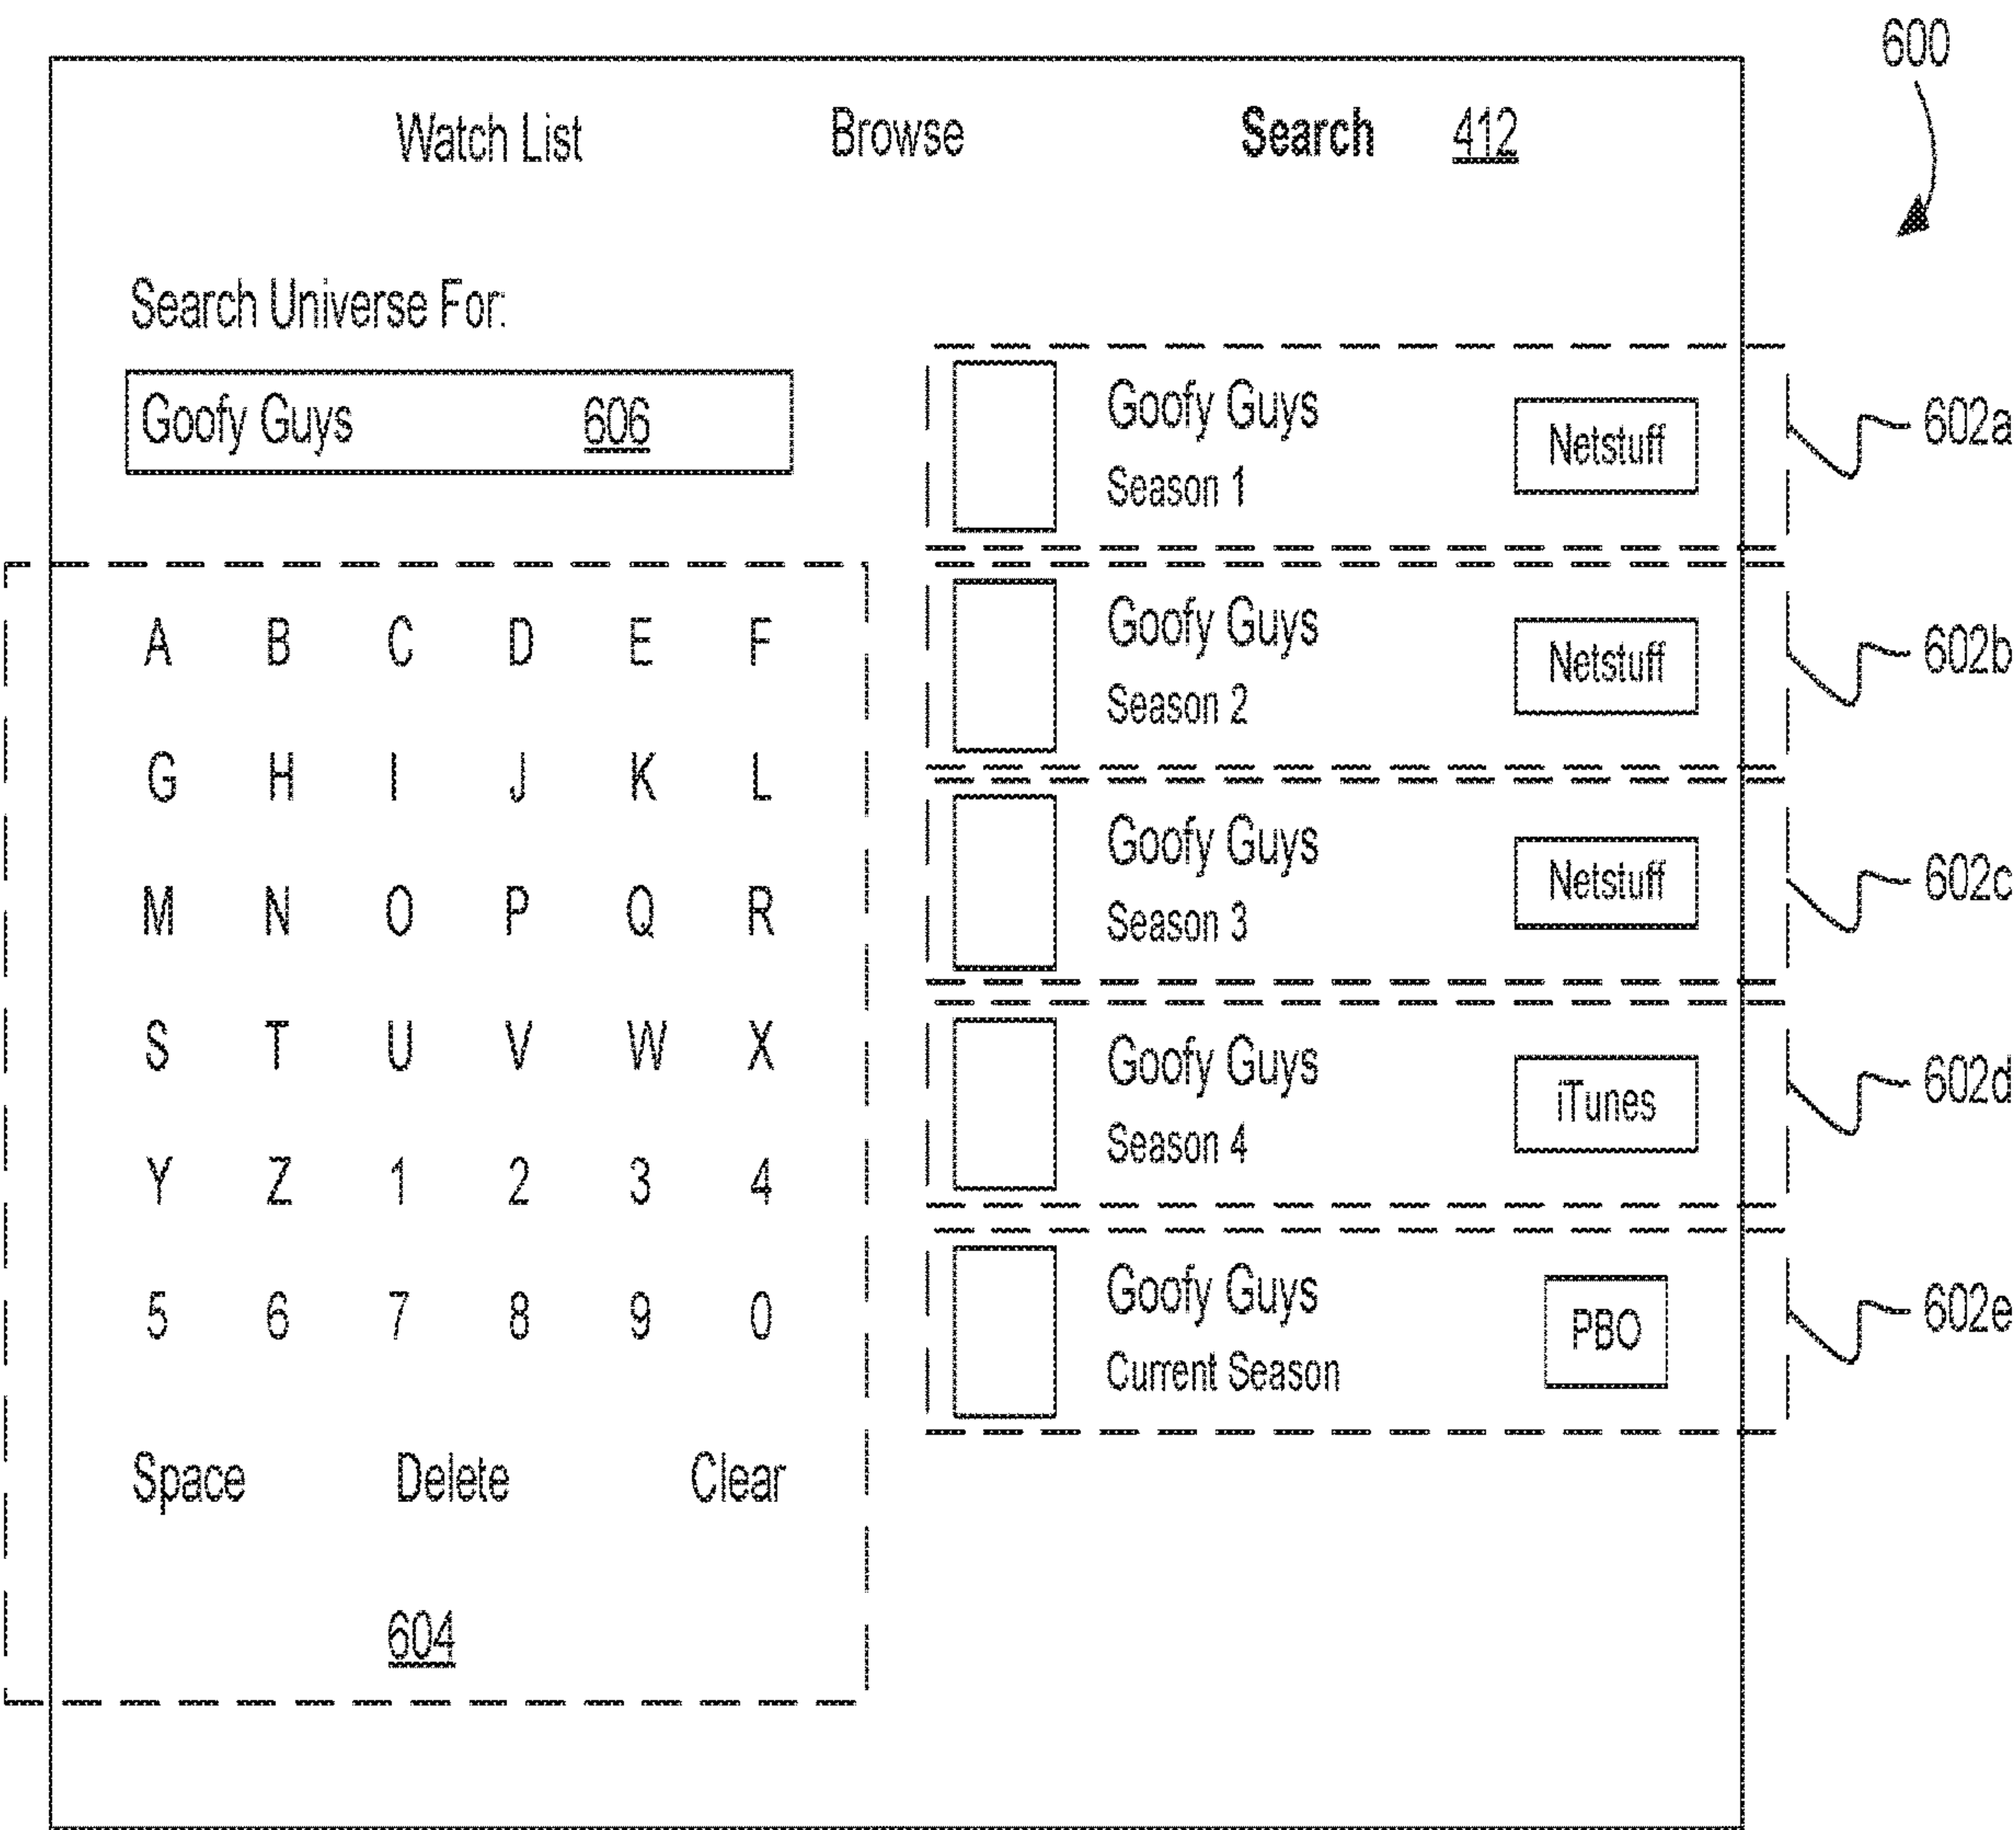 600
Watch List Browse Search 412
Search Universe For:
Goofy Guys 606
A B C D E F
G H I J K L
M N O P Q R
S T U V W X
Y Z 1 2 3 4
5 6 7 8 9 0
Space Delete Clear
604
Goofy Guys
Season 1
Netstuff
602a
Goofy Guys
Season 2
Netstuff
602b
Goofy Guys
Season 3
Netstuff
602c
Goofy Guys
Season 4
iTunes
602d
Goofy Guys
Current Season
PBO
602e